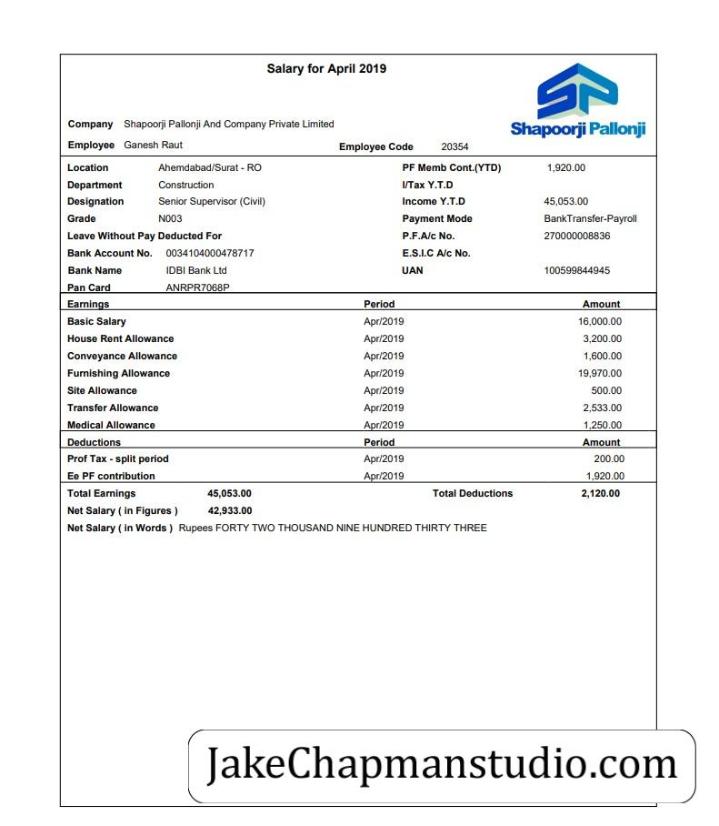 Salary for April 2019
Shapoorji Pallonji
Company Shapoorji Pallonji And Company Private Limited
Employee Ganesh Raut Employee Code 20354
Location Ahemdabad/Surat - RO PF Memb Cont.(YTD) 1,920.00
Department Construction I/Tax Y.T.D
Designation Senior Supervisor (Civil) Income Y.T.D 45,053.00
Grade N003 Payment Mode BankTransfer-Payroll
Leave Without Pay Deducted For P.F.A/c No. 270000008836
Bank Account No. 0034104000478717 E.S.I.C A/c No.
Bank Name IDBI Bank Ltd UAN 100599844945
Pan Card ANRPR7068P
Earnings Period Amount
Basic Salary Apr/2019 16,000.00
House Rent Allowance Apr/2019 3,200.00
Conveyance Allowance Apr/2019 1,600.00
Furnishing Allowance Apr/2019 19,970.00
Site Allowance Apr/2019 500.00
Transfer Allowance Apr/2019 2,533.00
Medical Allowance Apr/2019 1,250.00
Deductions Period Amount
Prof Tax - split period Apr/2019 200.00
Ee PF contribution Apr/2019 1,920.00
Total Earnings 45,053.00 Total Deductions 2,120.00
Net Salary ( in Figures ) 42,933.00
Net Salary ( in Words ) Rupees FORTY TWO THOUSAND NINE HUNDRED THIRTY THREE
JakeChapmanstudio.com